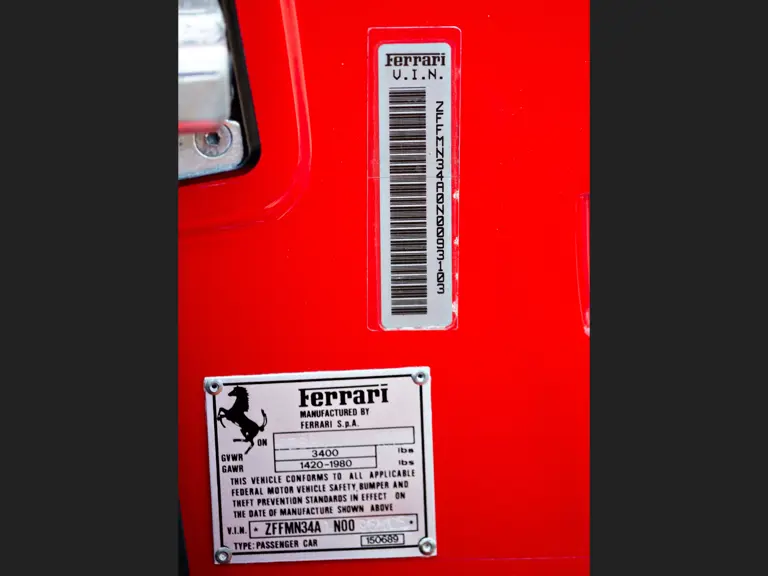 Ferrari
V.I.N.
ZFFMN34A0N0093103
Ferrari
MANUFACTURED BY
FERRARI S.p.A.
ON
GVWR 3400 lbs
GAWR 1420-1980 lbs
THIS VEHICLE CONFORMS TO ALL APPLICABLE
FEDERAL MOTOR VEHICLE SAFETY, BUMPER AND
THEFT PREVENTION STANDARDS IN EFFECT ON
THE DATE OF MANUFACTURE SHOWN ABOVE
V.I.N. * ZFFMN34A N00 *
TYPE: PASSENGER CAR 150689